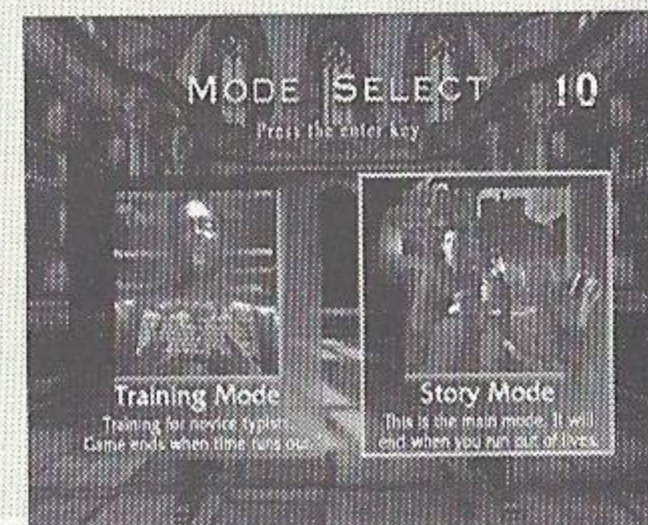 MODE SELECT 10
Press the enter key
Training Mode
Training for novice typists.
Game ends when time runs out.
Story Mode
This is the main mode. It will
end when you run out of lives.